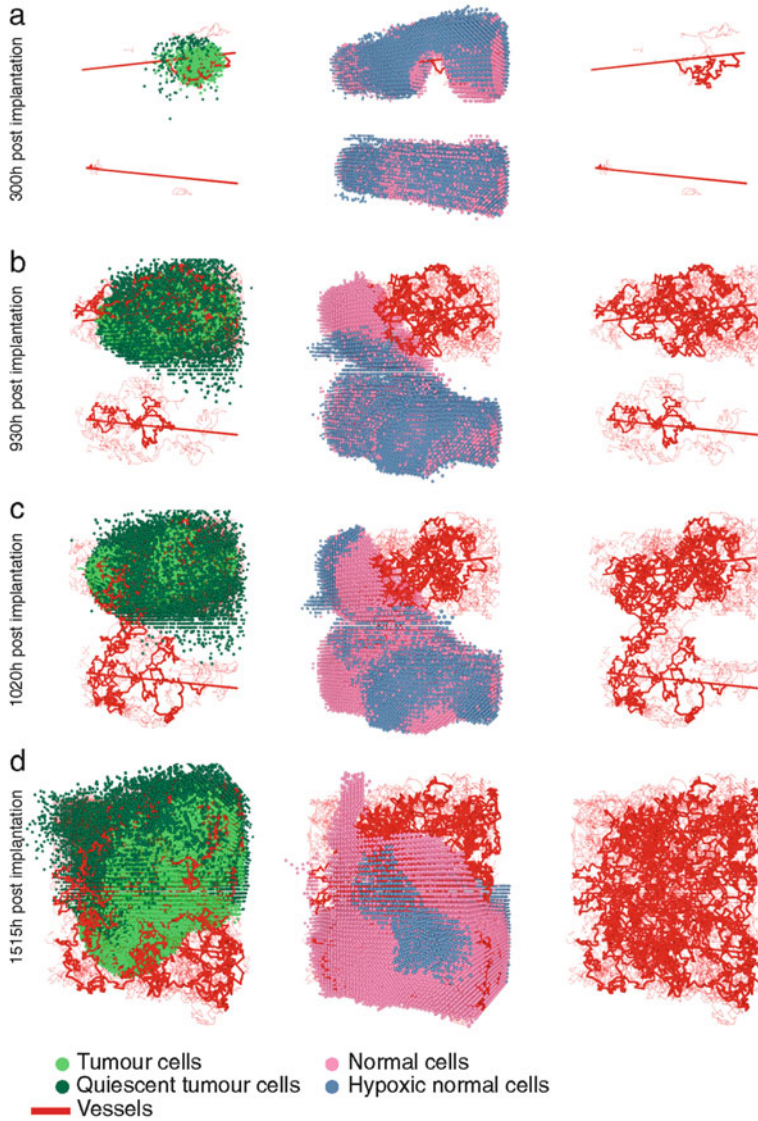 a
300h post implantation
b
930h post implantation
c
1020h post implantation
d
1515h post implantation
Tumour cells
Normal cells
Quiescent tumour cells
Hypoxic normal cells
Vessels